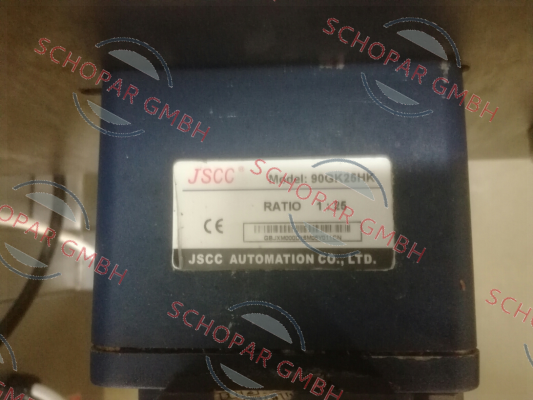 SCHOPAR GMBH
SCHOPAR GMBH
SCHOPAR GMBH
JSCC® Model: 90GK25HK
RATIO 1 : 25
CE
JSCC AUTOMATION CO., LTD.
SCHOPAR GMBH
SCHOPAR GMBH
SCHOPAR GMBH